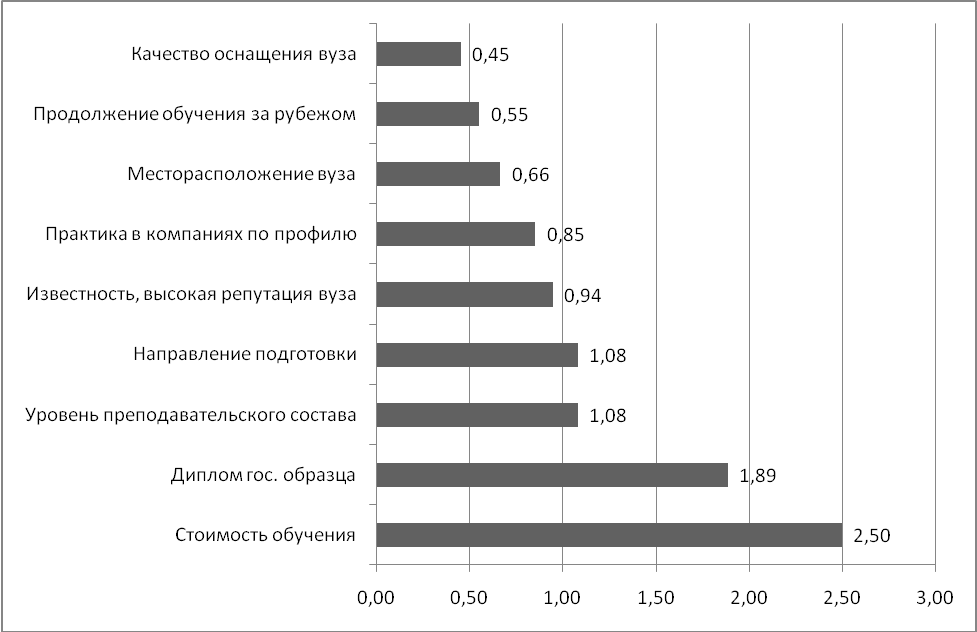 Качество оснащения вуза 0,45
Продолжение обучения за рубежом 0,55
Месторасположение вуза 0,66
Практика в компаниях по профилю 0,85
Известность, высокая репутация вуза 0,94
Направление подготовки 1,08
Уровень преподавательского состава 1,08
Диплом гос. образца 1,89
Стоимость обучения 2,50
0,00 0,50 1,00 1,50 2,00 2,50 3,00